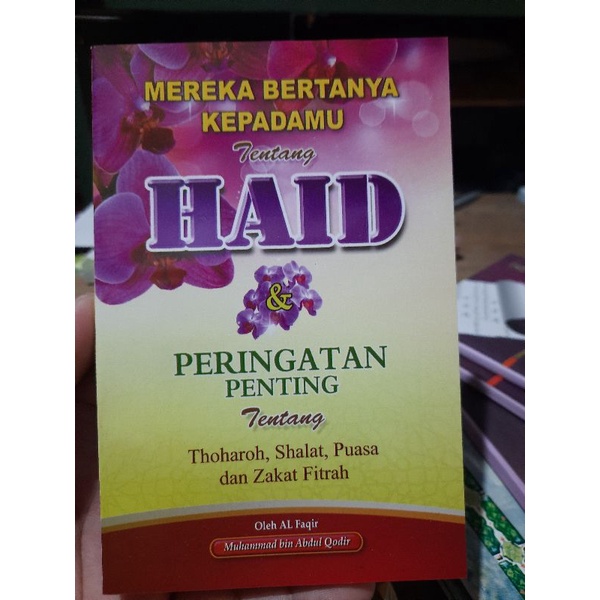 MEREKA BERTANYA
KEPADAMU
Tentang
HAID
&
PERINGATAN
PENTING
Tentang
Thoharoh, Shalat, Puasa
dan Zakat Fitrah
Oleh AL Faqir
Muhammad bin Abdul Qodir